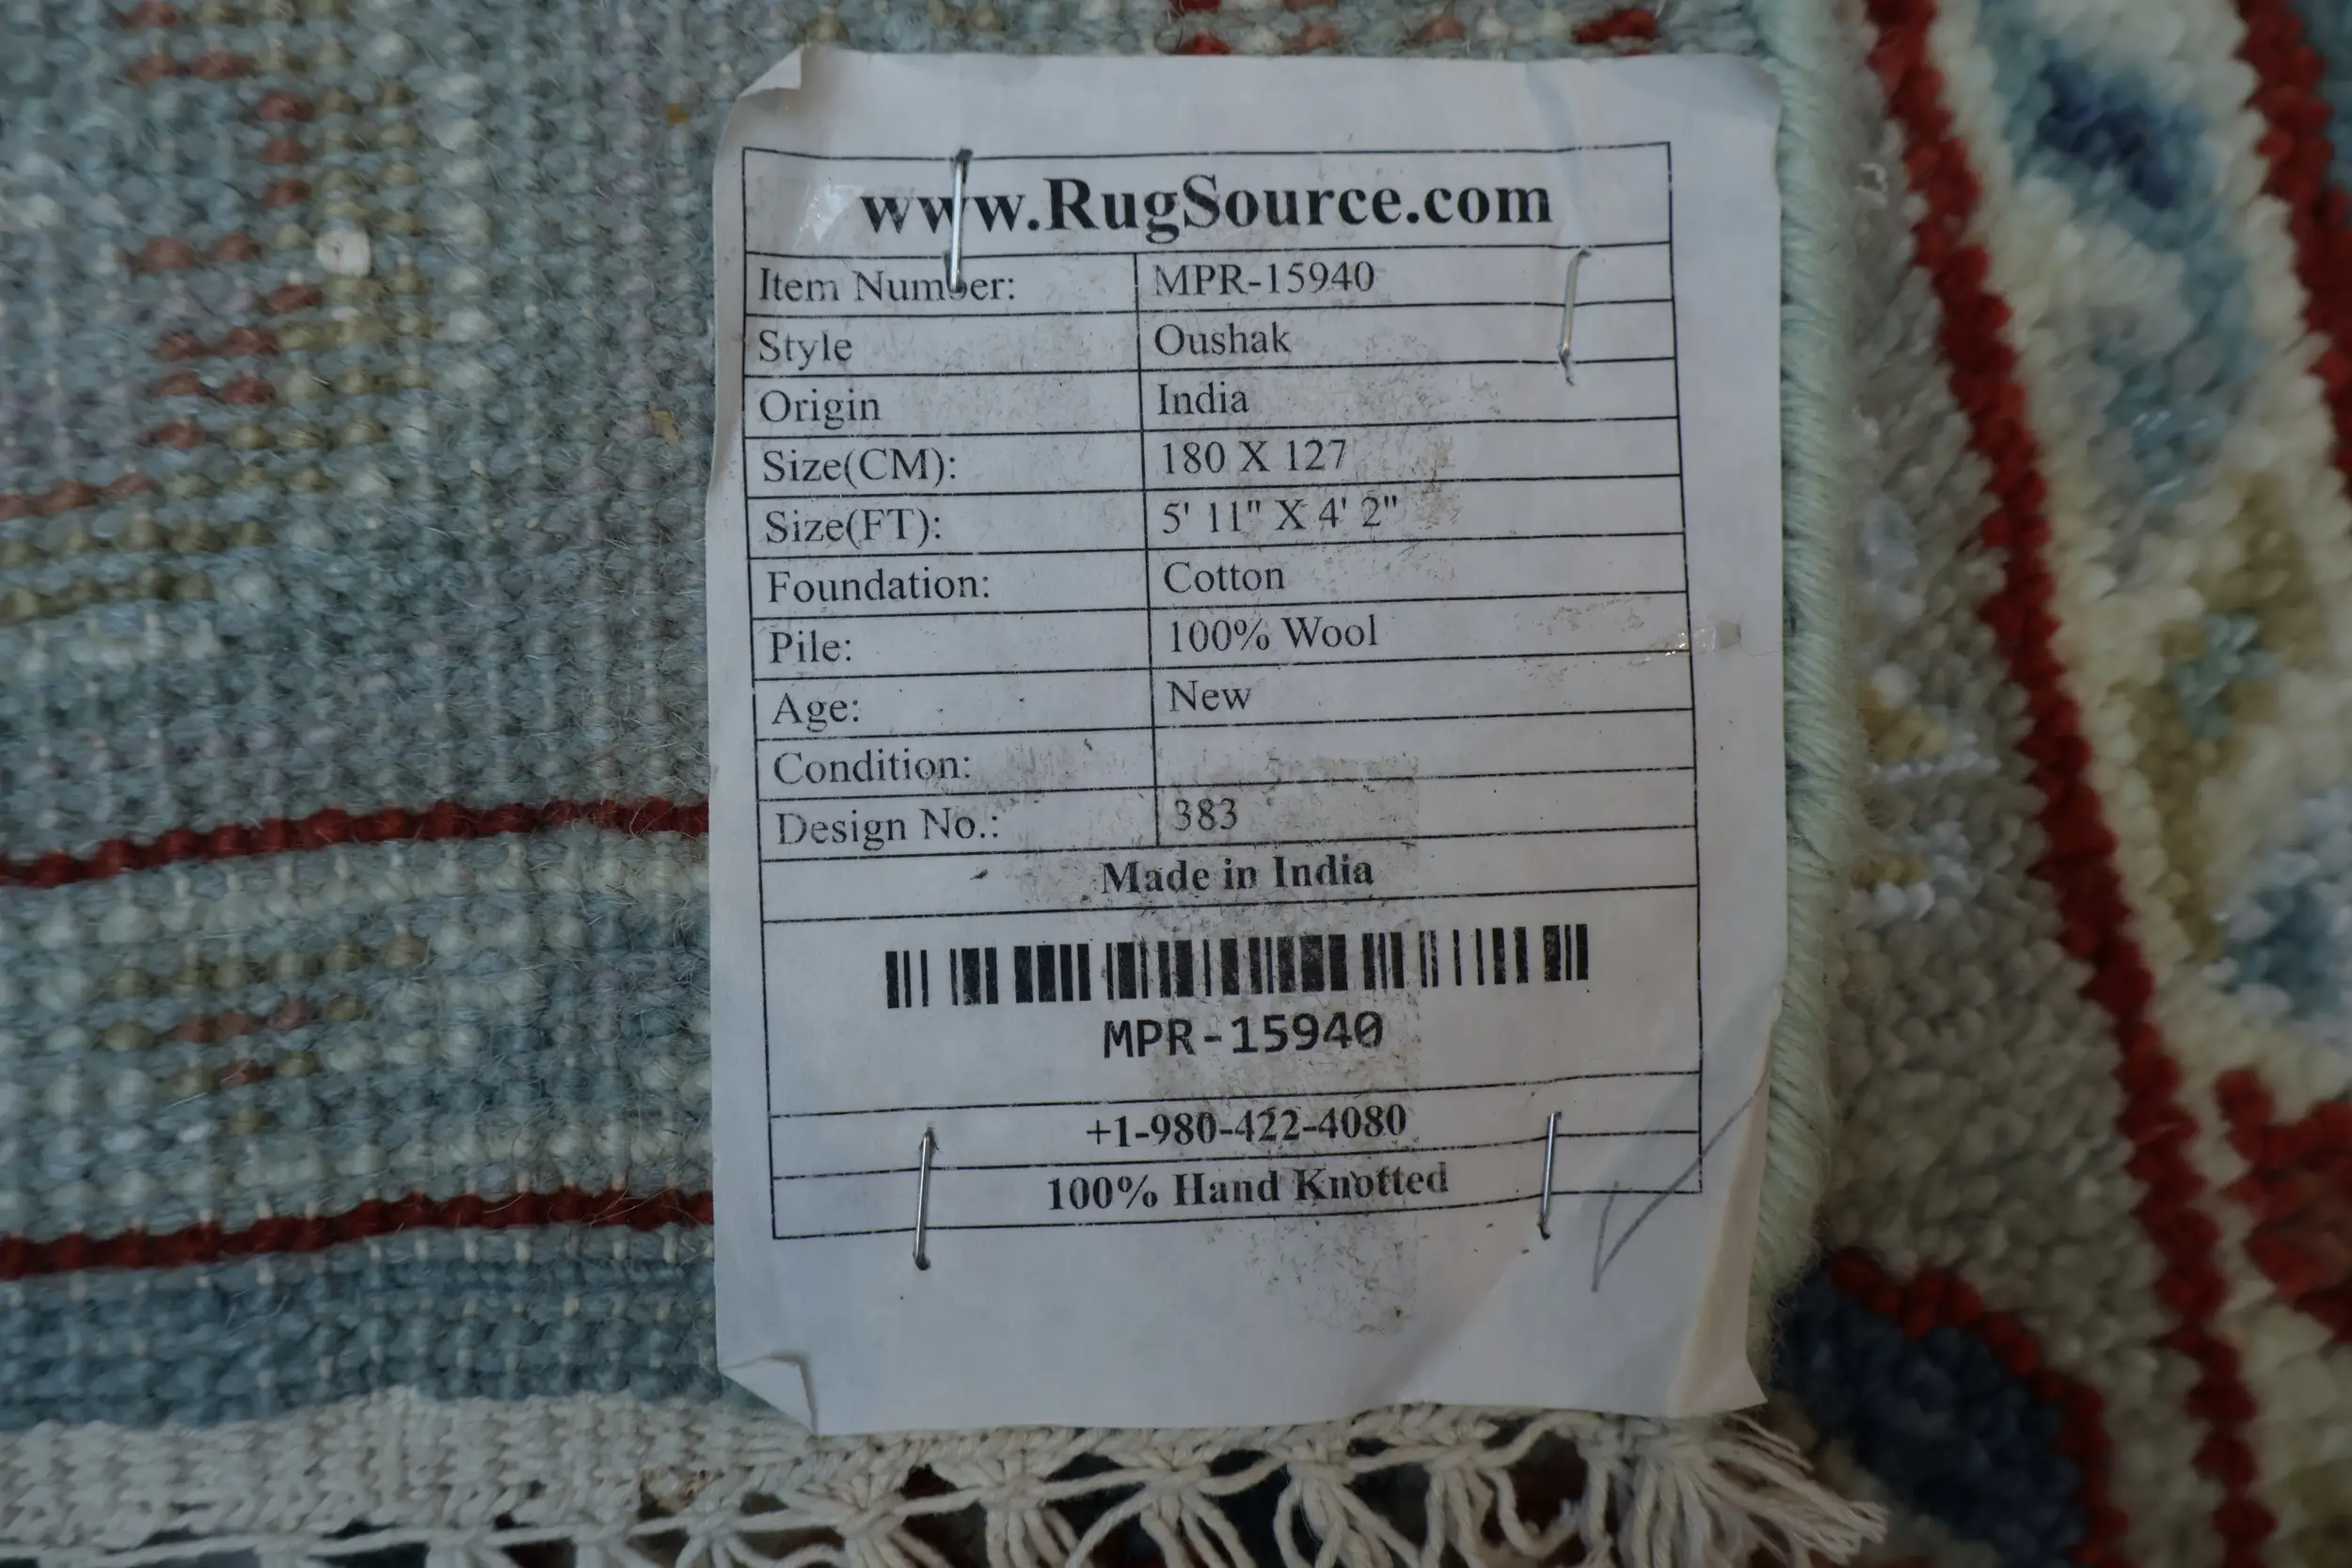 www.RugSource.com
Item Number: MPR-15940
Style Oushak
Origin India
Size(CM): 180 X 127
Size(FT): 5' 11" X 4' 2"
Foundation: Cotton
Pile: 100% Wool
Age: New
Condition:
Design No.: 383
Made in India
MPR-15940
+1-980-422-4080
100% Hand Knotted